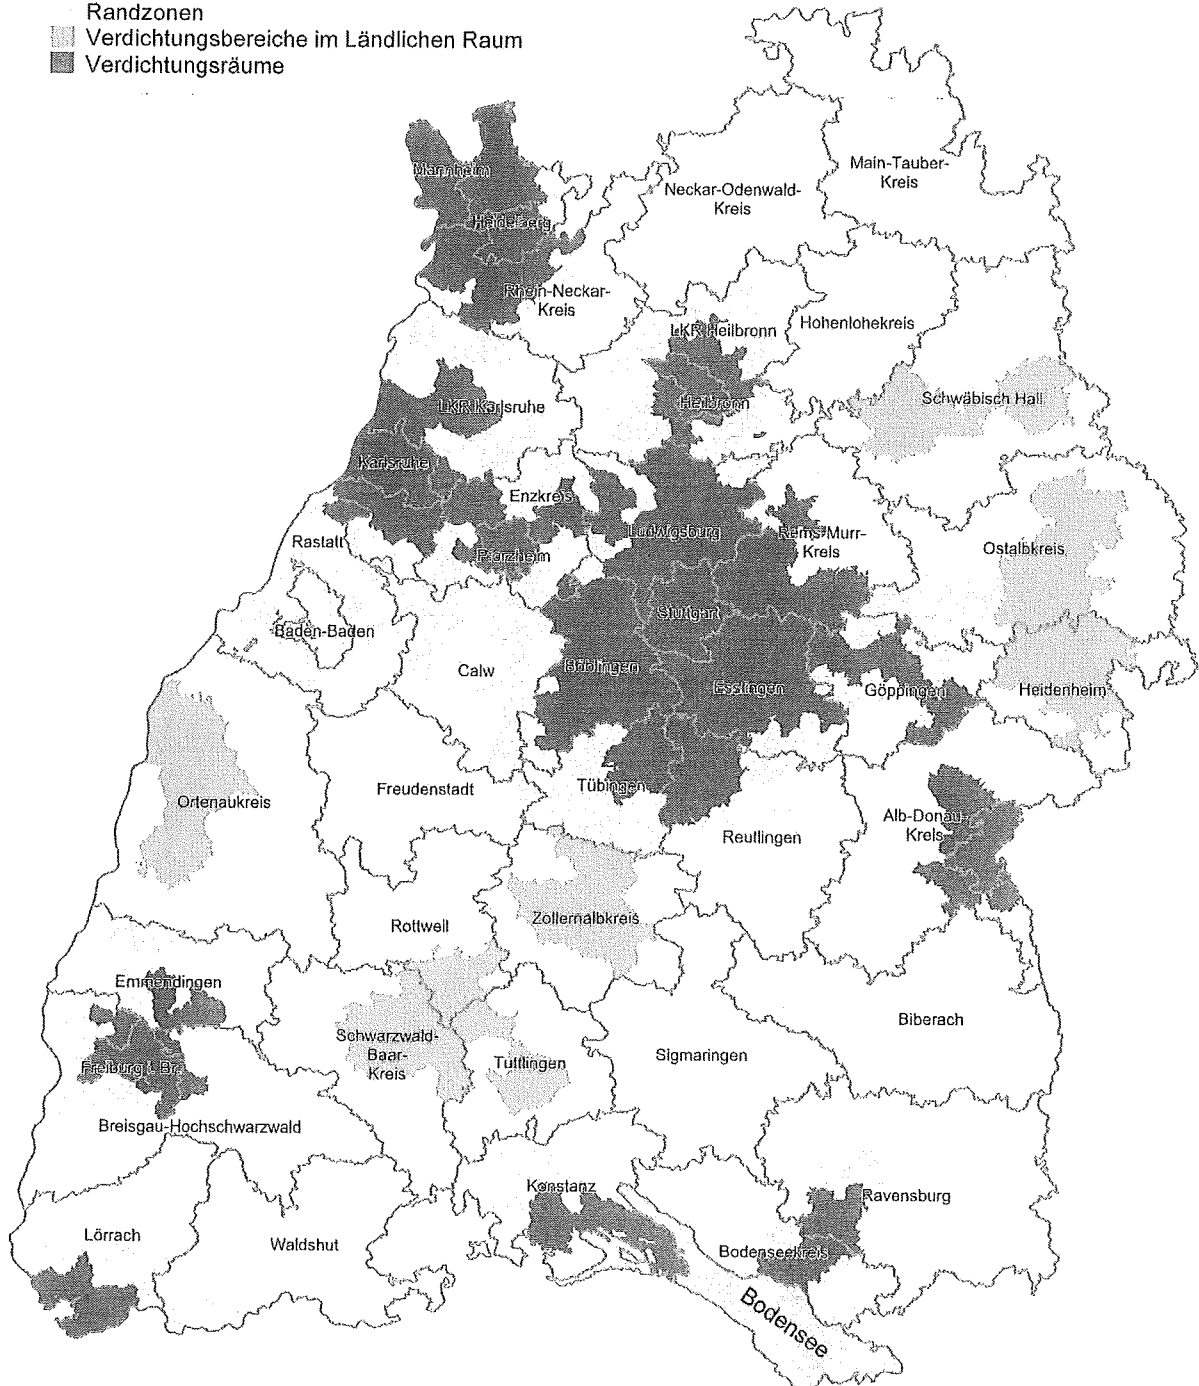 Randzonen
Verdichtungsbereiche im Ländlichen Raum
Verdichtungsräume
Main-Tauber-
Kreis
Mannheim
Neckar-Odenwald-
Kreis
Heidelberg
Rhein-Neckar-
Kreis
LKR Heilbronn
Hohenlohekreis
Schwäbisch Hall
LKR Karlsruhe
Heilbronn
Karlsruhe
Enzkreis
Ludwigsburg
Rems-Murr-
Kreis
Rastatt
Pforzheim
Ostalbkreis
Stuttgart
Baden-Baden
Calw
Böblingen
Esslingen
Göppingen
Heidenheim
Freudenstadt
Tübingen
Ortenaukreis
Reutlingen
Alb-Donau-
Kreis
Rottweil
Zollernalbkreis
Emmendingen
Biberach
Schwarzwald-
Baar-
Kreis
Tuttlingen
Sigmaringen
Freiburg i. Br.
Breisgau-Hochschwarzwald
Konstanz
Ravensburg
Lörrach
Waldshut
Bodenseekreis
Bodensee